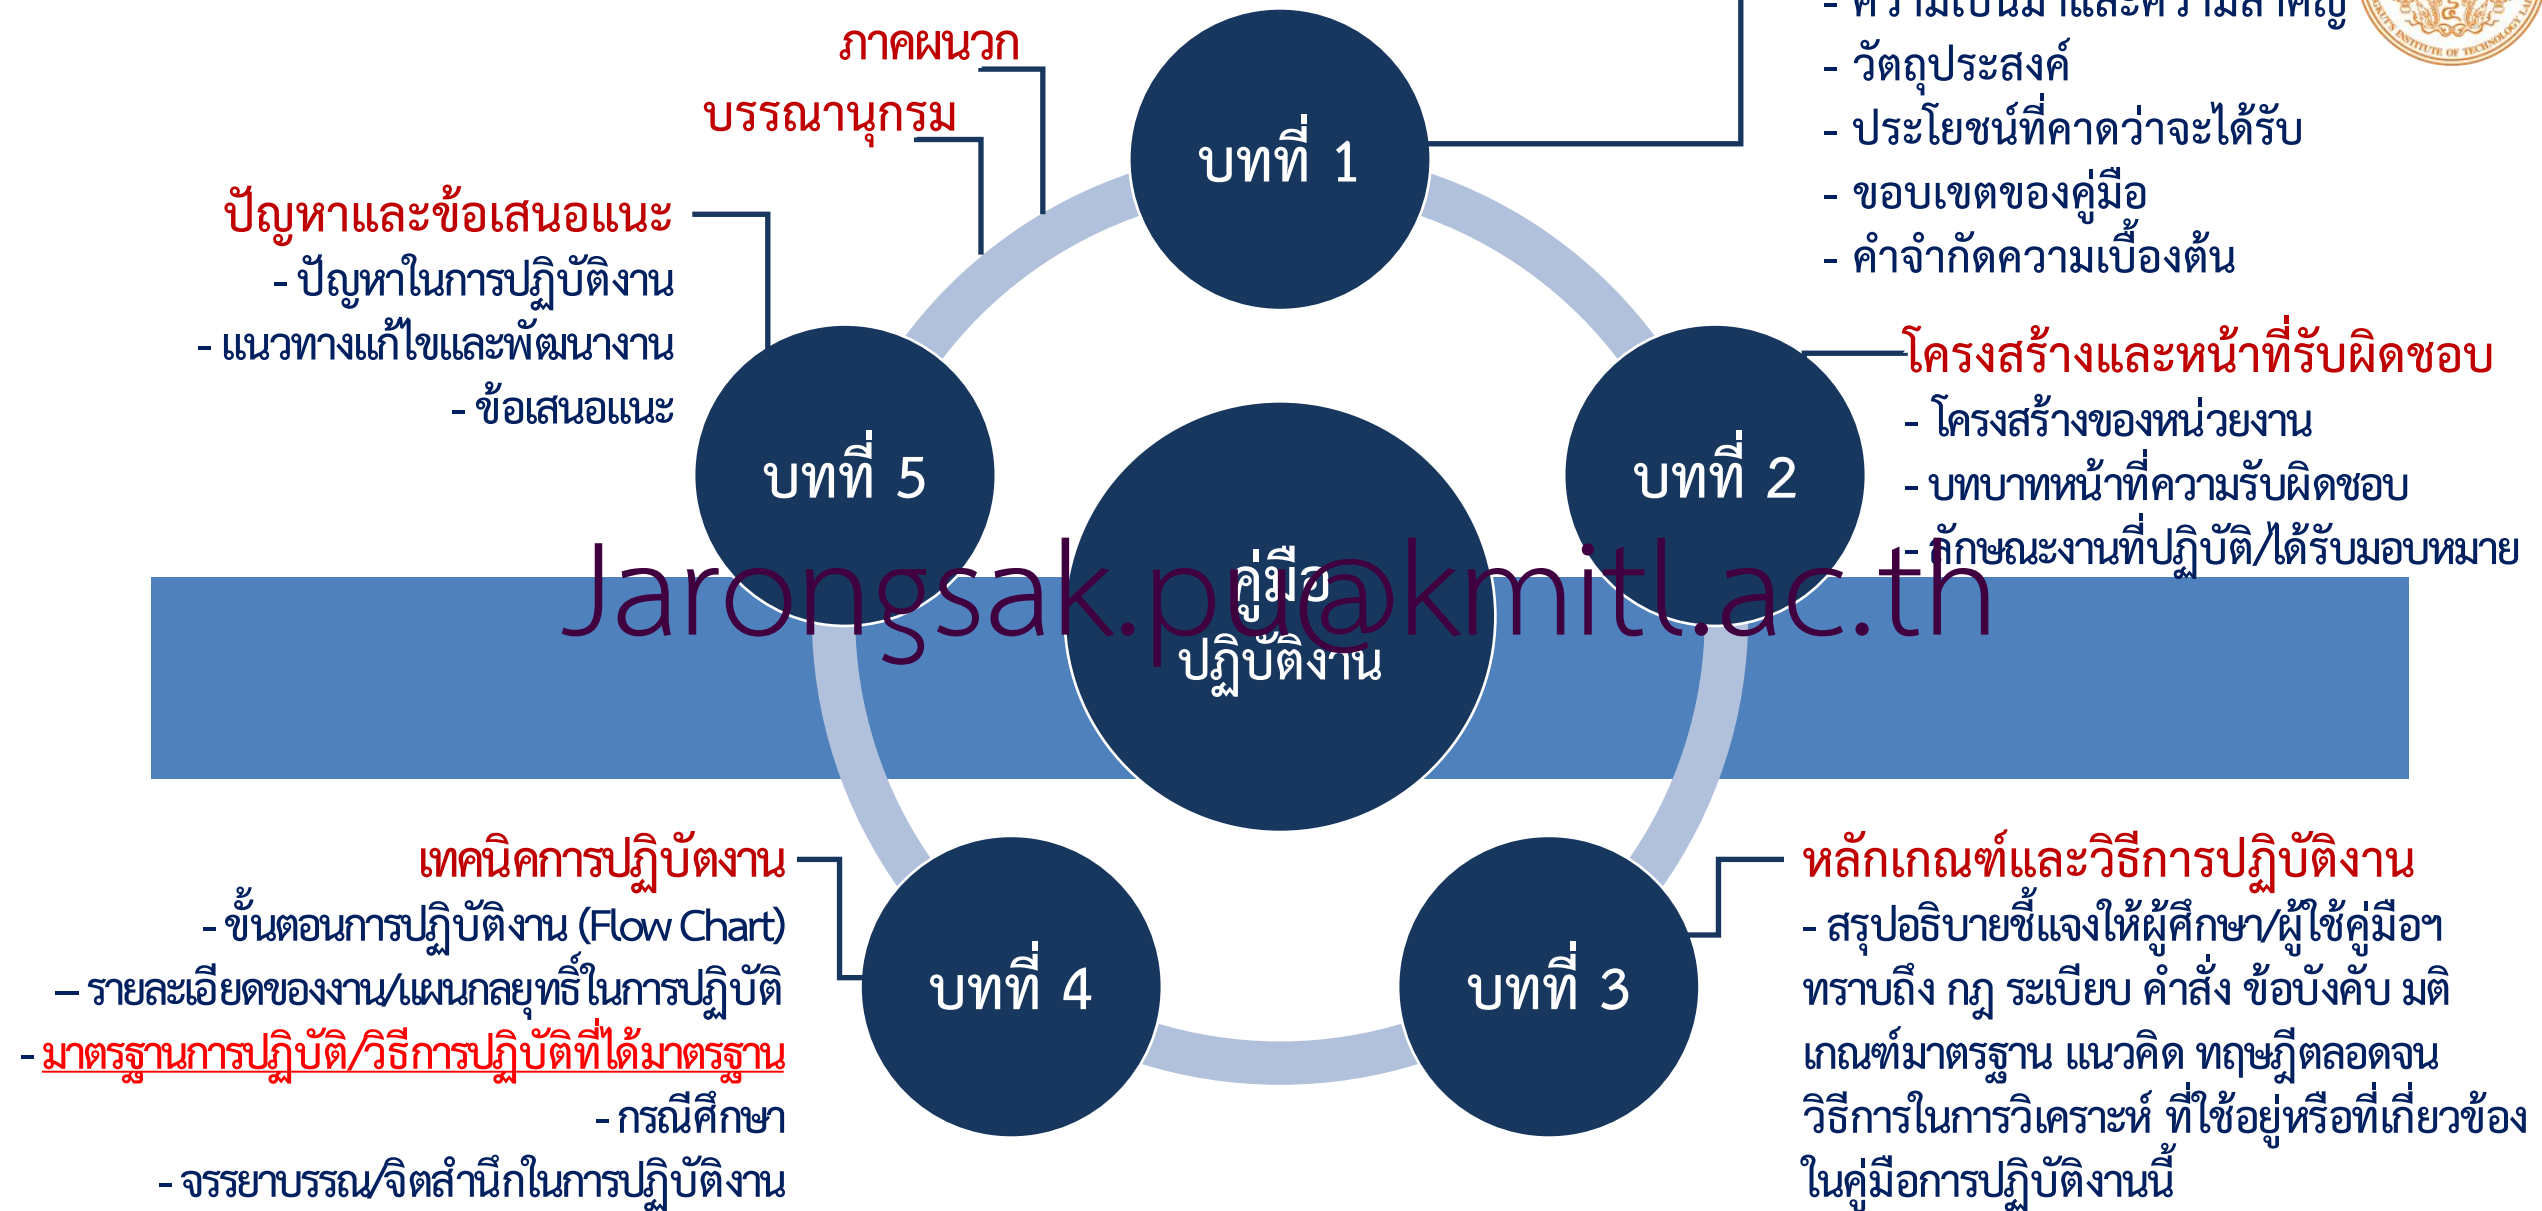 - ความเป็นมาและความสำคัญ
- วัตถุประสงค์
- ประโยชน์ที่คาดว่าจะได้รับ
- ขอบเขตของคู่มือ
- คำจำกัดความเบื้องต้น
ภาคผนวก
บรรณานุกรม
บทที่ 1
ปัญหาและข้อเสนอแนะ
- ปัญหาในการปฏิบัติงาน
- แนวทางแก้ไขและพัฒนางาน
- ข้อเสนอแนะ
โครงสร้างและหน้าที่รับผิดชอบ
- โครงสร้างของหน่วยงาน
- บทบาทหน้าที่ความรับผิดชอบ
- ลักษณะงานที่ปฏิบัติ/ได้รับมอบหมาย
บทที่ 5
บทที่ 2
คู่มือ
ปฏิบัติงาน
Jarongsak.pu@kmitl.ac.th
เทคนิคการปฏิบัตงาน
- ขั้นตอนการปฏิบัติงาน (Flow Chart)
– รายละเอียดของงาน/แผนกลยุทธิ์ในการปฏิบัติ
- มาตรฐานการปฏิบัติ/วิธีการปฏิบัติที่ได้มาตรฐาน
- กรณีศึกษา
- จรรยาบรรณ/จิตสำนึกในการปฏิบัติงาน
บทที่ 4
บทที่ 3
หลักเกณฑ์และวิธีการปฏิบัติงาน
- สรุปอธิบายชี้แจงให้ผู้ศึกษา/ผู้ใช้คู่มือฯ
ทราบถึง กฎ ระเบียบ คำสั่ง ข้อบังคับ มติ
เกณฑ์มาตรฐาน แนวคิด ทฤษฎีตลอดจน
วิธีการในการวิเคราะห์ ที่ใช้อยู่หรือที่เกี่ยวข้อง
ในคู่มือการปฏิบัติงานนี้
INSTITUTE OF TECHNOLOGY